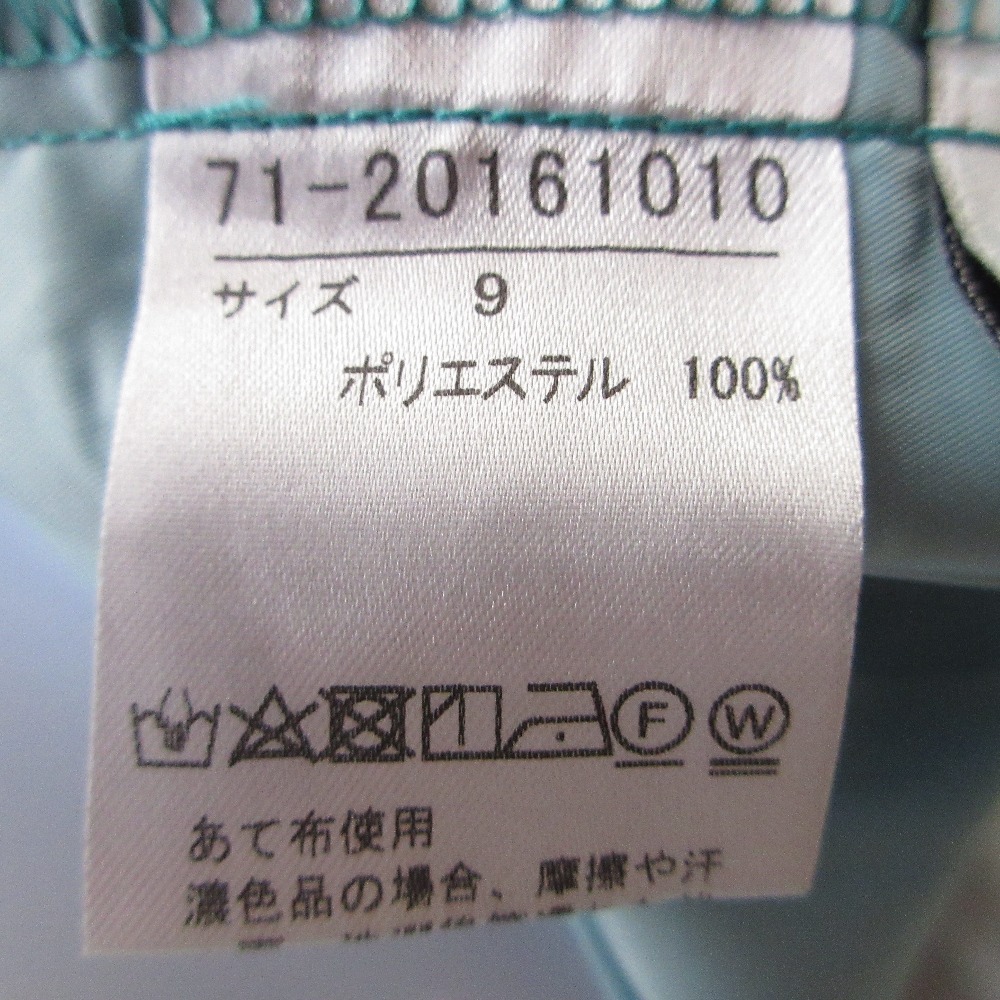 71-20161010
サイズ 9
ポリエステル 100%
F W
あて布使用
濃色品の場合、摩擦や汗